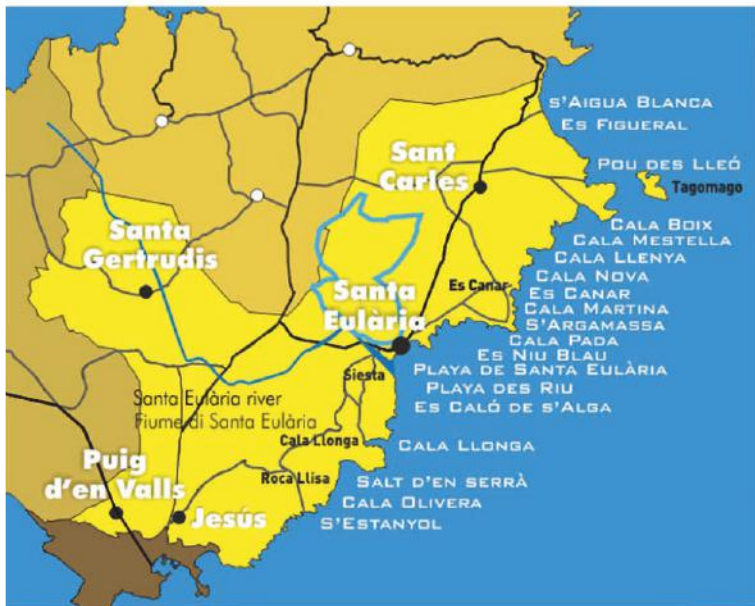 s'Aigua Blanca
Es Figueral
Pou des Lleó
Tagomago
Sant
Carles
Santa
Gertrudis
Cala Boix
Cala Mestella
Cala Llenya
Cala Nova
Es Canar
Cala Martina
S'Argamassa
Cala Pada
Es Niu Blau
Playa de Santa Eulària
Playa des Riu
Es Caló de s'Alga
Es Canar
Santa
Eulària
Siesta
Santa Eulària river
Fiume di Santa Eulària
Cala Llonga
Cala Llonga
Roca Llisa
Salt d'en Serrà
Cala Olivera
S'Estanyol
Puig
d'en Valls
Jesús